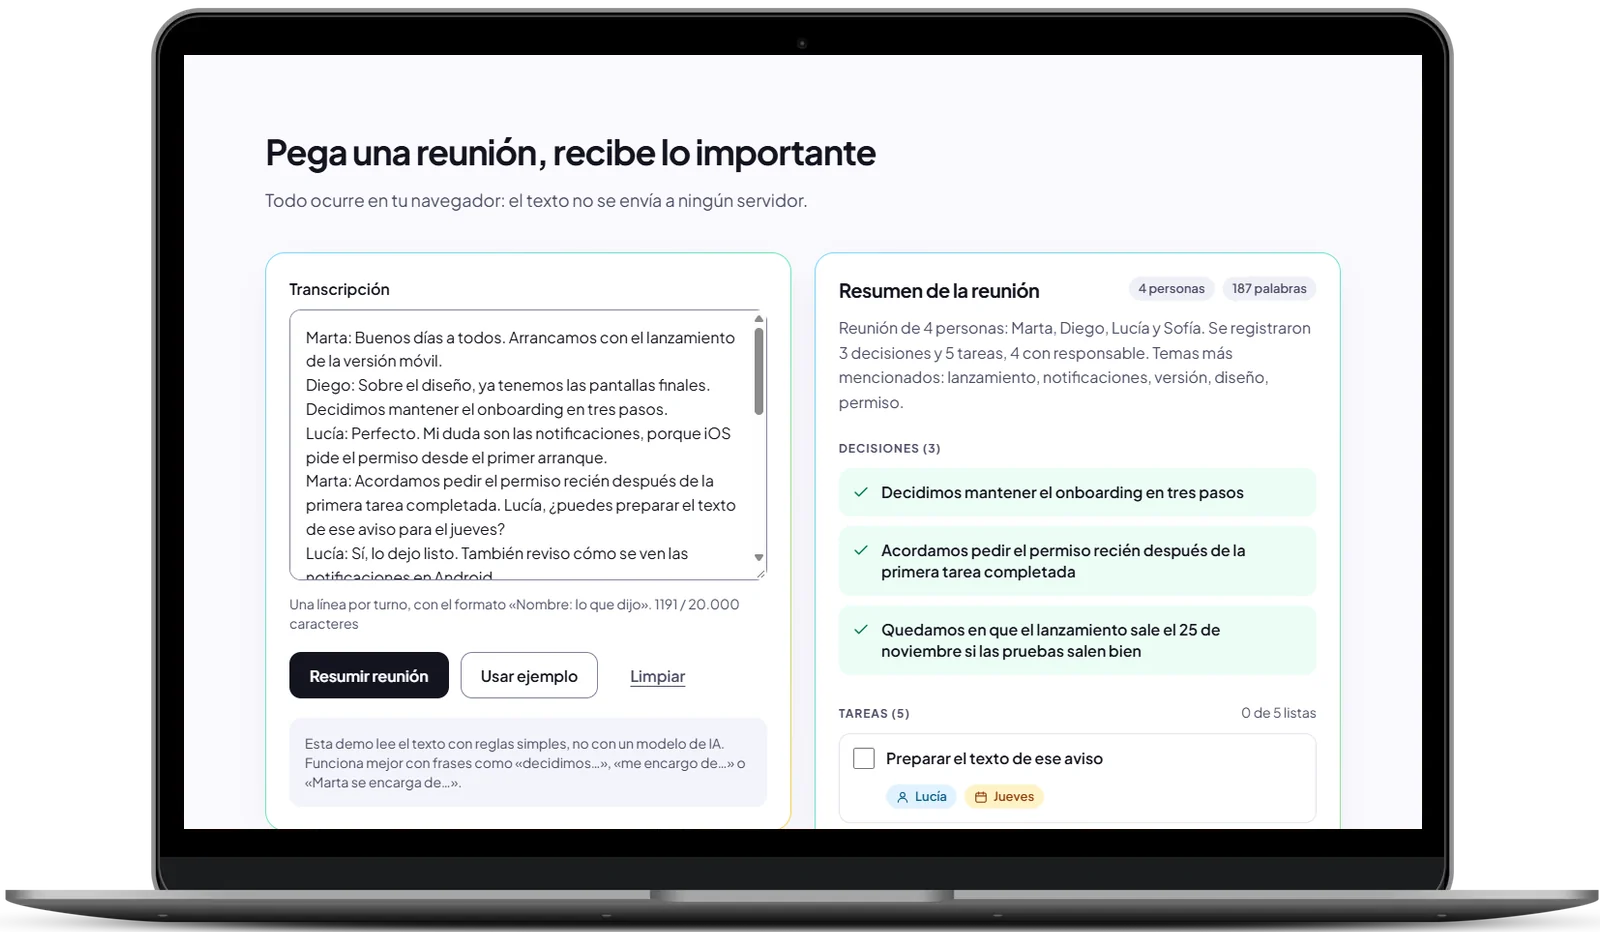 Pega una reunión, recibe lo importante
Todo ocurre en tu navegador: el texto no se envía a ningún servidor.
Transcripción
Marta: Buenos días a todos. Arrancamos con el lanzamiento
de la versión móvil.
Diego: Sobre el diseño, ya tenemos las pantallas finales.
Decidimos mantener el onboarding en tres pasos.
Lucía: Perfecto. Mi duda son las notificaciones, porque iOS
pide el permiso desde el primer arranque.
Marta: Acordamos pedir el permiso recién después de la
primera tarea completada. Lucía, ¿puedes preparar el texto
de ese aviso para el jueves?
Lucía: Sí, lo dejo listo. También reviso cómo se ven las
notificaciones en Android.
Una línea por turno, con el formato «Nombre: lo que dijo». 1191 / 20.000
caracteres
Resumir reunión
Usar ejemplo
Limpiar
Esta demo lee el texto con reglas simples, no con un modelo de IA.
Funciona mejor con frases como «decidimos…», «me encargo de…» o
«Marta se encarga de…».
Resumen de la reunión
4 personas
187 palabras
Reunión de 4 personas: Marta, Diego, Lucía y Sofía. Se registraron
3 decisiones y 5 tareas, 4 con responsable. Temas más
mencionados: lanzamiento, notificaciones, versión, diseño,
permiso.
DECISIONES (3)
Decidimos mantener el onboarding en tres pasos
Acordamos pedir el permiso recién después de la
primera tarea completada
Quedamos en que el lanzamiento sale el 25 de
noviembre si las pruebas salen bien
TAREAS (5)
0 de 5 listas
Preparar el texto de ese aviso
Lucía
Jueves